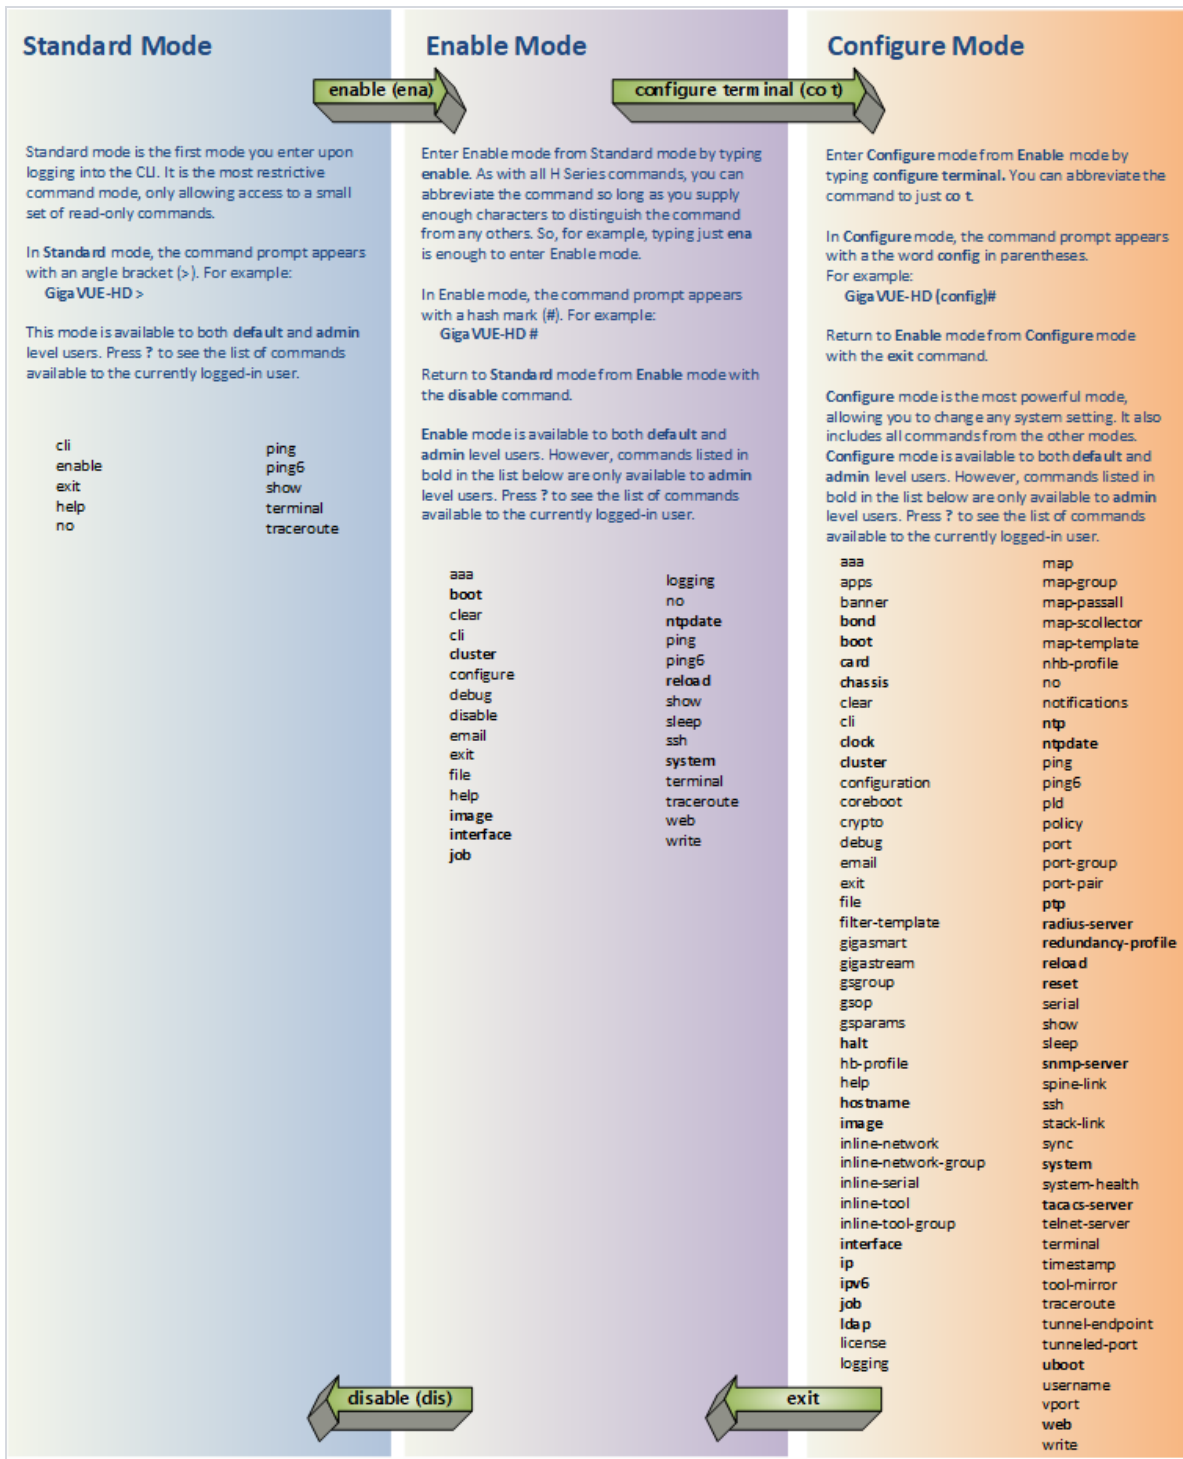 Standard Mode
enable (ena)
Standard mode is the first mode you enter upon
logging into the CLI. It is the most restrictive
command mode, only allowing access to a small
set of read-only commands.
In Standard mode, the command prompt appears
with an angle bracket (>). For example:
GigaVUE-HD >
This mode is available to both default and admin
level users. Press ? to see the list of commands
available to the currently logged-in user.
cli
enable
exit
help
no
ping
ping6
show
terminal
traceroute
disable (dis)
Enable Mode
configure terminal (co t)
Enter Enable mode from Standard mode by typing
enable. As with all H Series commands, you can
abbreviate the command so long as you supply
enough characters to distinguish the command
from any others. So, for example, typing just ena
is enough to enter Enable mode.
In Enable mode, the command prompt appears
with a hash mark (#). For example:
GigaVUE-HD #
Return to Standard mode from Enable mode with
the disable command.
Enable mode is available to both default and
admin level users. However, commands listed in
bold in the list below are only available to admin
level users. Press ? to see the list of commands
available to the currently logged-in user.
aaa
boot
clear
cli
cluster
configure
debug
disable
email
exit
file
help
image
interface
job
logging
no
ntpdate
ping
ping6
reload
show
sleep
ssh
system
terminal
traceroute
web
write
exit
Configure Mode
Enter Configure mode from Enable mode by
typing configure terminal. You can abbreviate the
command to just co t.
In Configure mode, the command prompt appears
with a the word config in parentheses.
For example:
GigaVUE-HD (config)#
Return to Enable mode from Configure mode
with the exit command.
Configure mode is the most powerful mode,
allowing you to change any system setting. It also
includes all commands from the other modes.
Configure mode is available to both default and
admin level users. However, commands listed in
bold in the list below are only available to admin
level users. Press ? to see the list of commands
available to the currently logged-in user.
aaa
apps
banner
bond
boot
card
chassis
clear
cli
clock
cluster
configuration
coreboot
crypto
debug
email
exit
file
filter-template
gigasmart
gigastream
gsgroup
gsop
gsparams
halt
hb-profile
help
hostname
image
inline-network
inline-network-group
inline-serial
inline-tool
inline-tool-group
interface
ip
ipv6
job
ldap
license
logging
map
map-group
map-passall
map-scollector
map-template
nhb-profile
no
notifications
ntp
ntpdate
ping
ping6
pld
policy
port
port-group
port-pair
ptp
radius-server
redundancy-profile
reload
reset
serial
show
sleep
snmp-server
spine-link
ssh
stack-link
sync
system
system-health
tacacs-server
telnet-server
terminal
timestamp
tool-mirror
traceroute
tunnel-endpoint
tunneled-port
uboot
username
vport
web
write